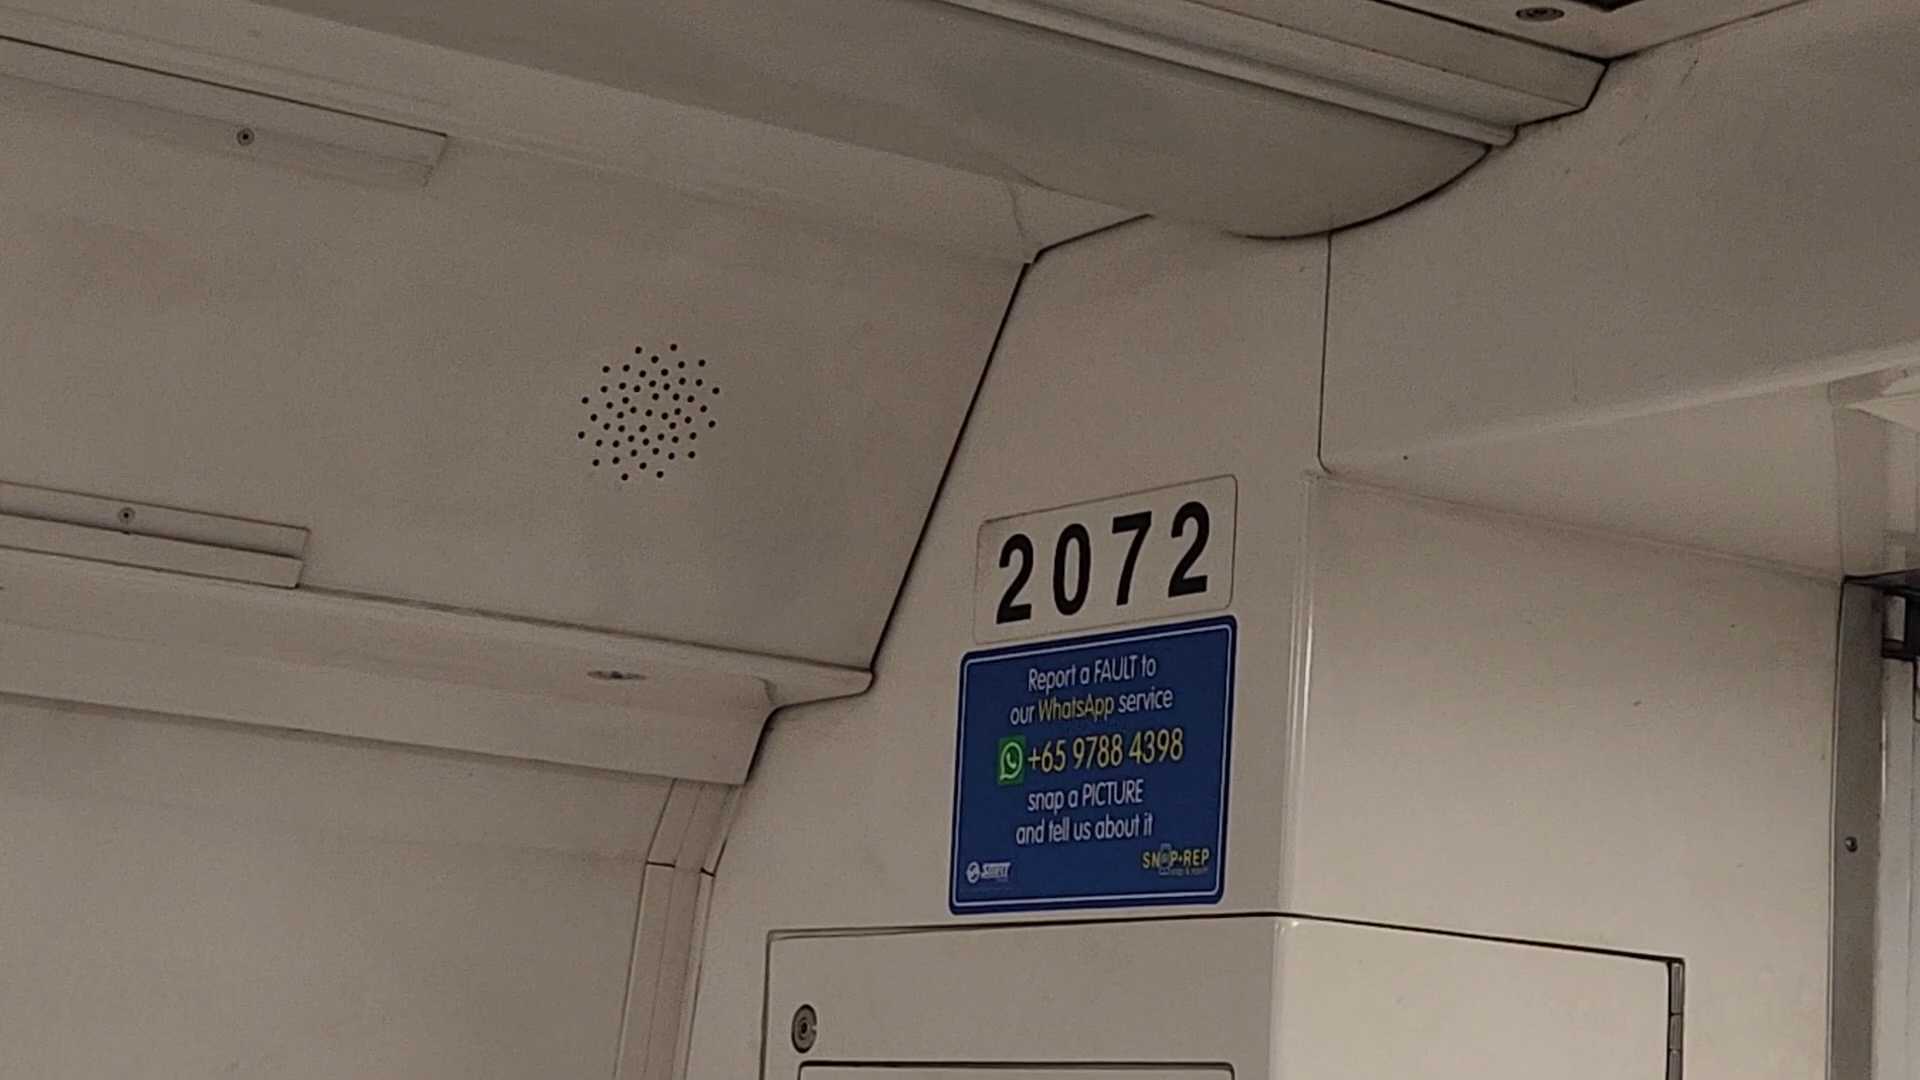 2072
Report a FAULT to
our WhatsApp service
+65 9788 4398
snap a PICTURE
and tell us about it
SMRT
SNAP+REP